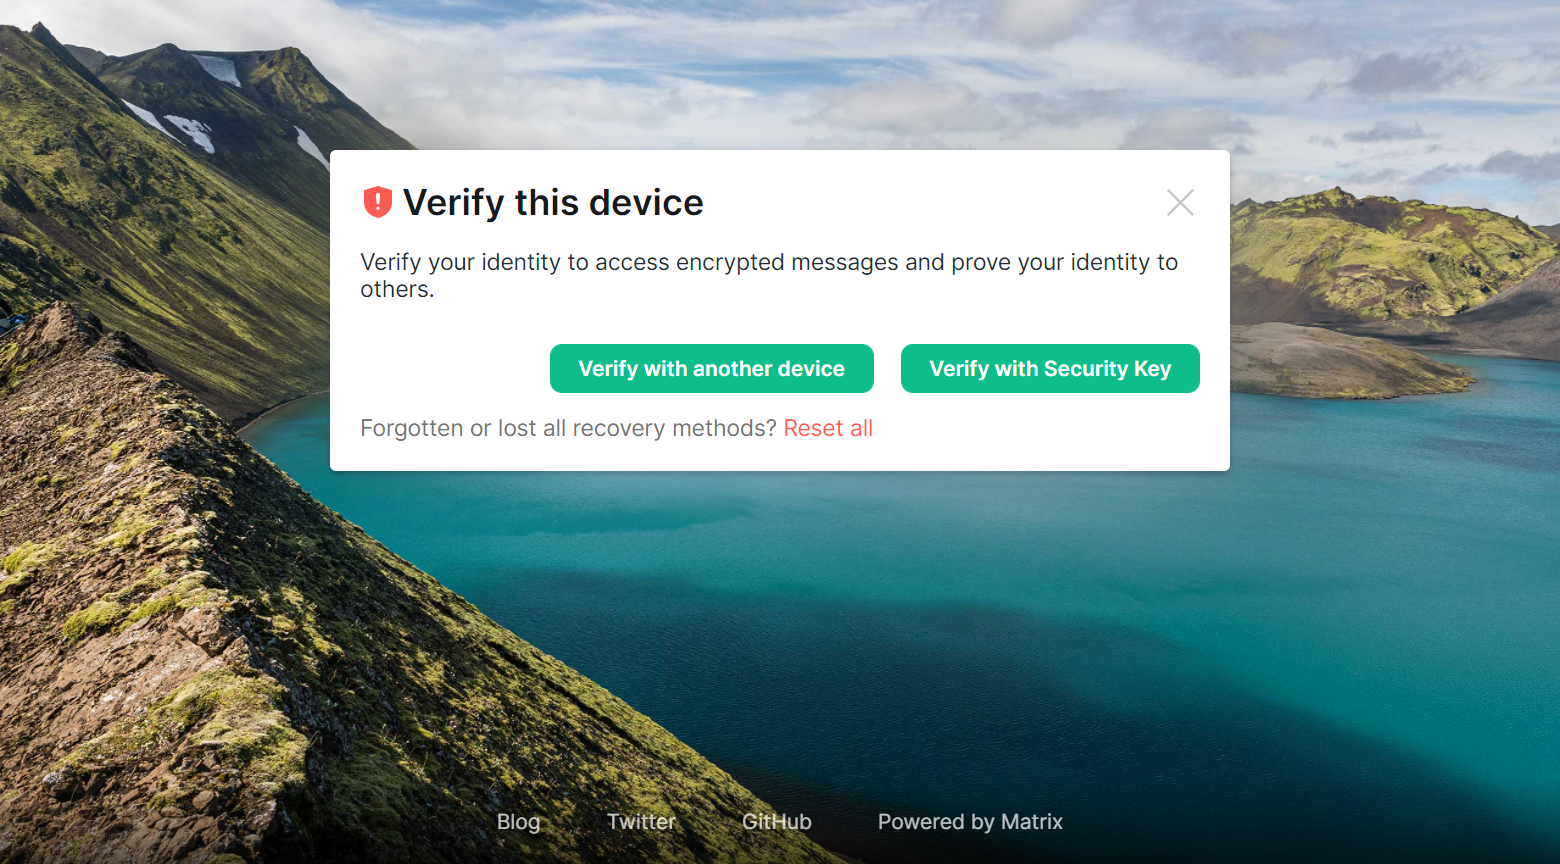 Verify this device
Verify your identity to access encrypted messages and prove your identity to
others.
Verify with another device
Verify with Security Key
Forgotten or lost all recovery methods? Reset all
Blog
Twitter
GitHub
Powered by Matrix